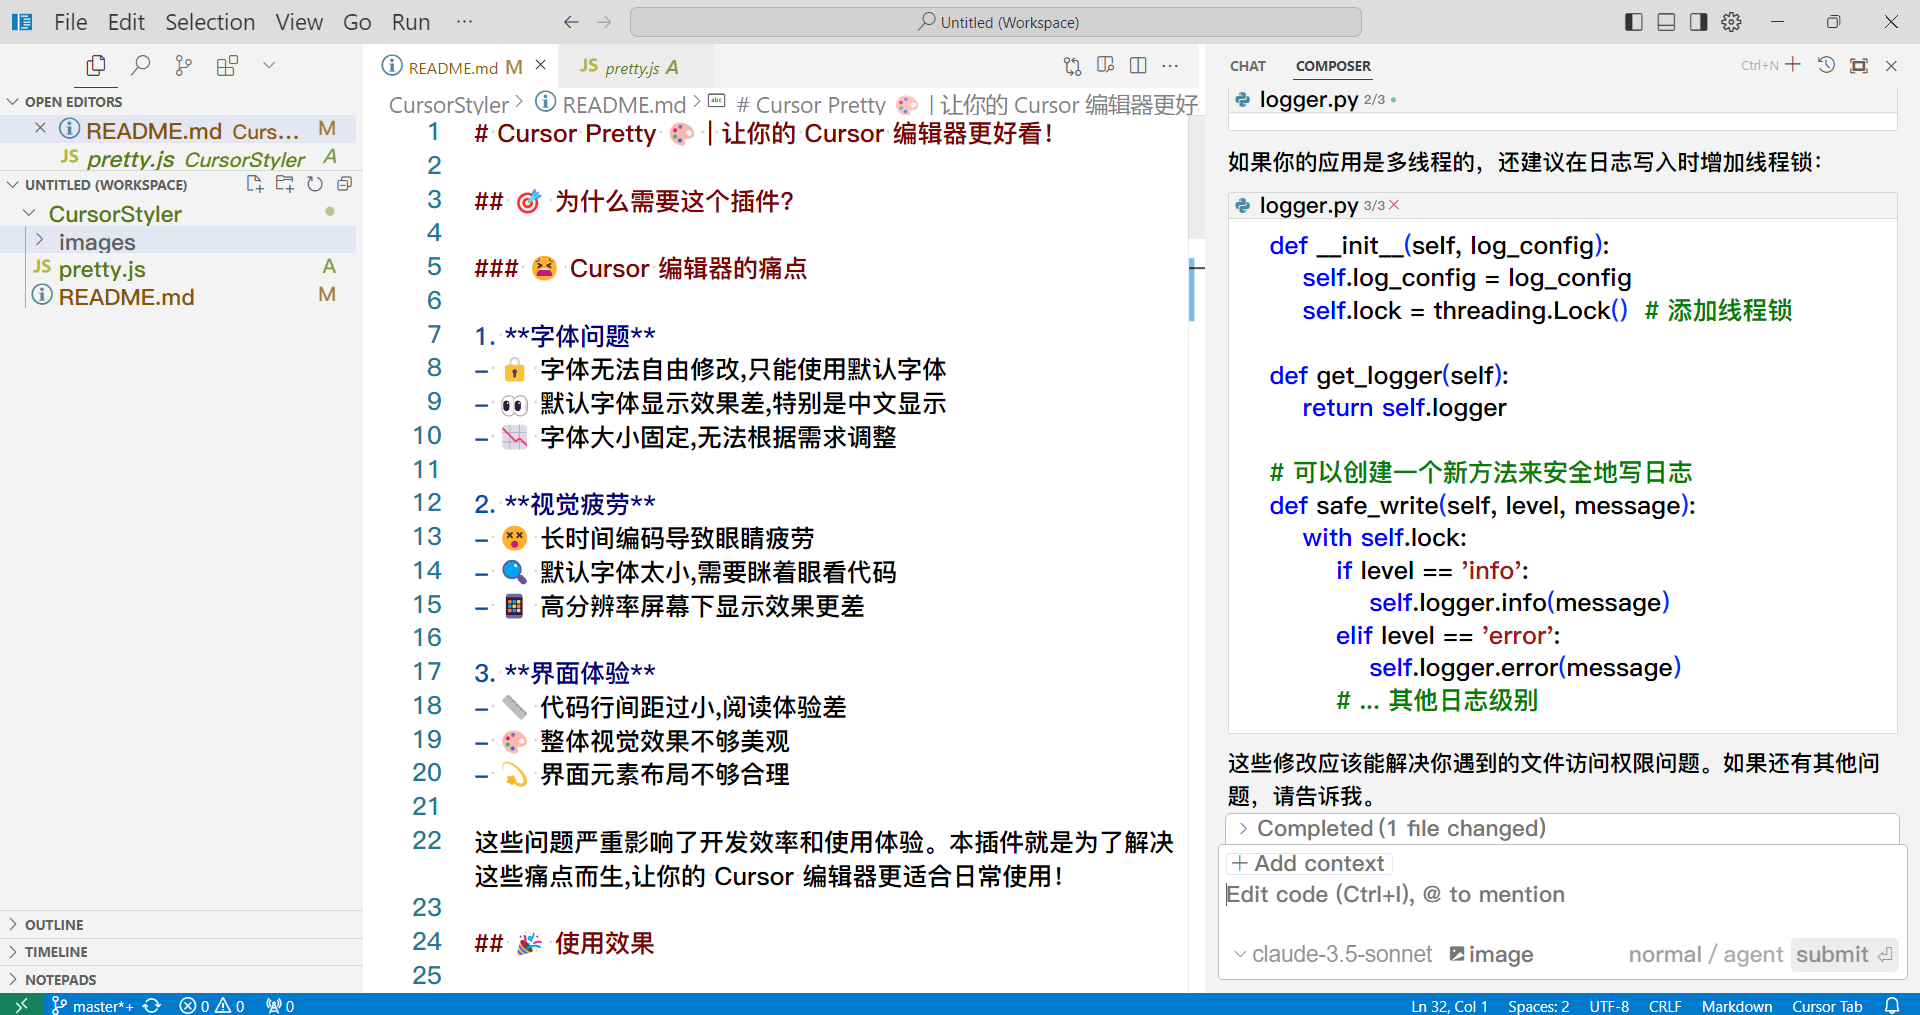 File Edit Selection View Go Run ···
Untitled (Workspace)
OPEN EDITORS
README.md Curs... M
JS pretty.js CursorStyler A
UNTITLED (WORKSPACE)
CursorStyler
images
JS pretty.js A
README.md M
OUTLINE
TIMELINE
NOTEPADS
README.md M
JS pretty.js A
CursorStyler > README.md > # Cursor Pretty 🎨 | 让你的 Cursor 编辑器更好
1 # Cursor Pretty 🎨 | 让你的 Cursor 编辑器更好看!
2
3 ## 🎯 为什么需要这个插件?
4
5 ### 😫 Cursor 编辑器的痛点
6
7 1. **字体问题**
8 - 🔒 字体无法自由修改,只能使用默认字体
9 - 👀 默认字体显示效果差,特别是中文显示
10 - 📉 字体大小固定,无法根据需求调整
11
12 2. **视觉疲劳**
13 - 😵 长时间编码导致眼睛疲劳
14 - 🔍 默认字体太小,需要眯着眼看代码
15 - 📱 高分辨率屏幕下显示效果更差
16
17 3. **界面体验**
18 - 📏 代码行间距过小,阅读体验差
19 - 🎨 整体视觉效果不够美观
20 - 💫 界面元素布局不够合理
21
22 这些问题严重影响了开发效率和使用体验。本插件就是为了解决
这些痛点而生,让你的 Cursor 编辑器更适合日常使用!
23
24 ## 🎉 使用效果
25
CHAT COMPOSER Ctrl+N
logger.py 2/3
如果你的应用是多线程的，还建议在日志写入时增加线程锁：
logger.py 3/3
def __init__(self, log_config):
self.log_config = log_config
self.lock = threading.Lock() # 添加线程锁
def get_logger(self):
return self.logger
# 可以创建一个新方法来安全地写日志
def safe_write(self, level, message):
with self.lock:
if level == 'info':
self.logger.info(message)
elif level == 'error':
self.logger.error(message)
# ... 其他日志级别
这些修改应该能解决你遇到的文件访问权限问题。如果还有其他问
题，请告诉我。
Completed (1 file changed)
+ Add context
Edit code (Ctrl+I), @ to mention
claude-3.5-sonnet image normal / agent submit
master*+ 0 0 0
Ln 32, Col 1 Spaces: 2 UTF-8 CRLF Markdown Cursor Tab